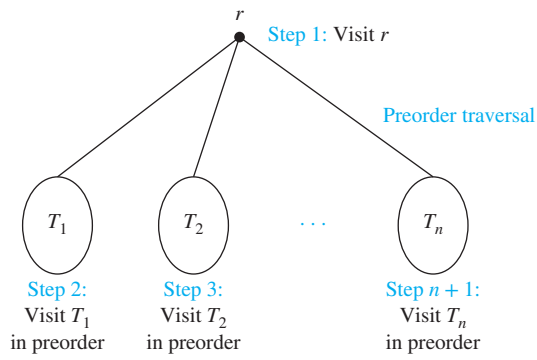 r
Step 1: Visit r
Preorder traversal
T₁
T₂
. . .
Tₙ
Step 2:
Visit T₁
in preorder
Step 3:
Visit T₂
in preorder
Step n + 1:
Visit Tₙ
in preorder